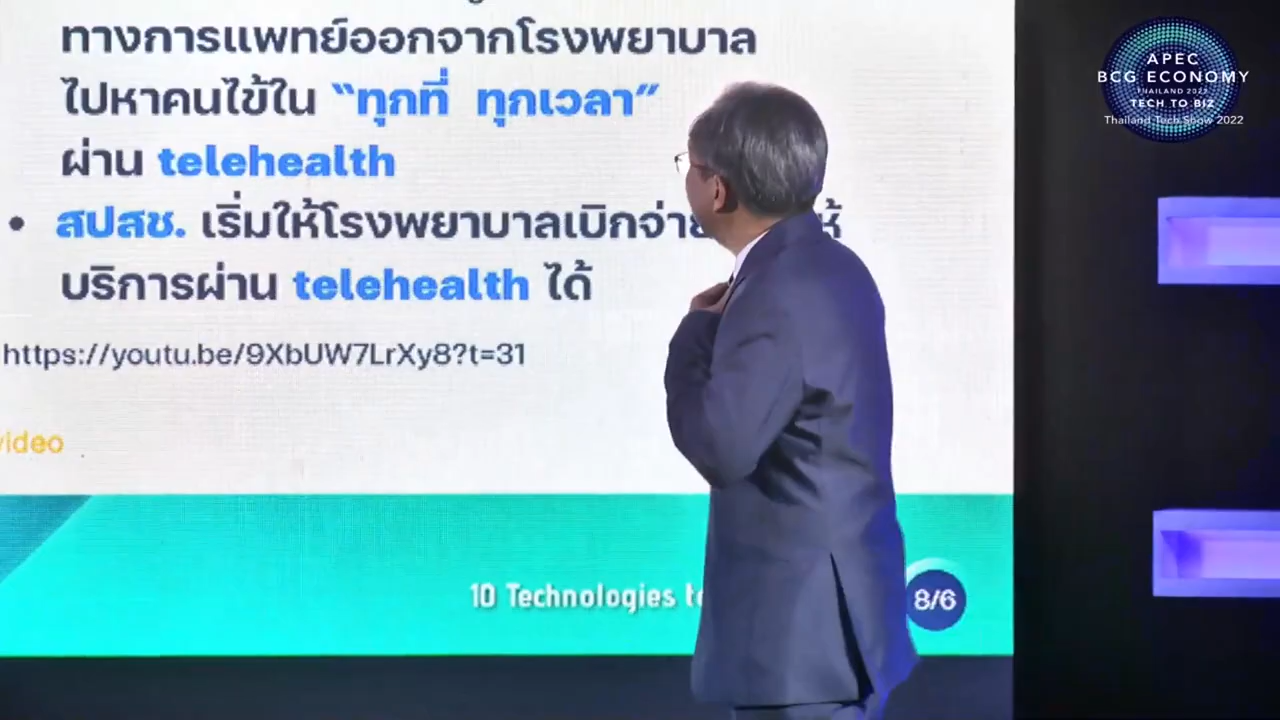 ทางการแพทย์ออกจากโรงพยาบาล
ไปหาคนไข้ใน “ทุกที่ ทุกเวลา”
ผ่าน telehealth
• สปสช. เริ่มให้โรงพยาบาลเบิกจ่าย
บริการผ่าน telehealth ได้
https://youtu.be/9XbUW7LrXy8?t=31
video
10 Technologies to
8/6
APEC
BCG ECONOMY
THAILAND 2022
TECH TO BIZ
Thailand Tech Show 2022